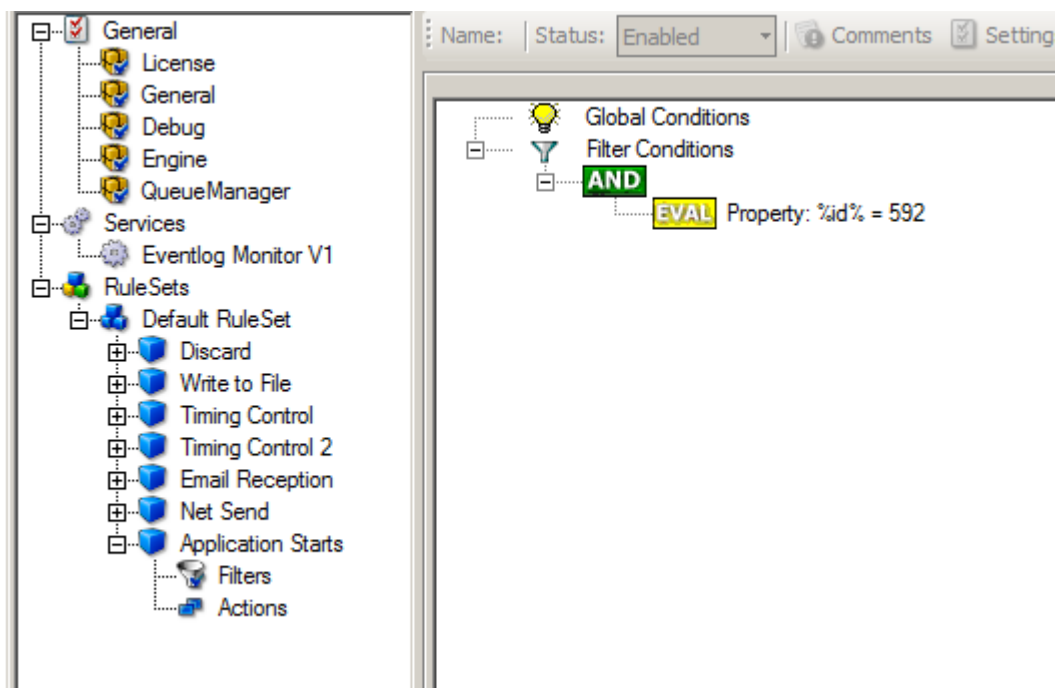 General
License
General
Debug
Engine
QueueManager
Services
Eventlog Monitor V1
RuleSets
Default RuleSet
Discard
Write to File
Timing Control
Timing Control 2
Email Reception
Net Send
Application Starts
Filters
Actions
Name: Status: Enabled Comments Setting
Global Conditions
Filter Conditions
AND
EVAL Property: %id% = 592